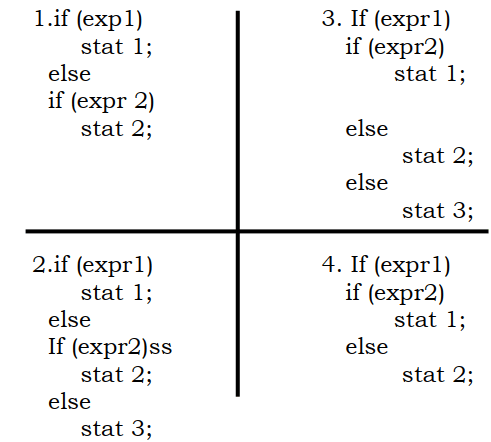 1.if (exp1)
stat 1;
else
if (expr 2)
stat 2;
2.if (expr1)
stat 1;
else
If (expr2)ss
stat 2;
else
stat 3;
3. If (expr1)
if (expr2)
stat 1;
else
stat 2;
else
stat 3;
4. If (expr1)
if (expr2)
stat 1;
else
stat 2;